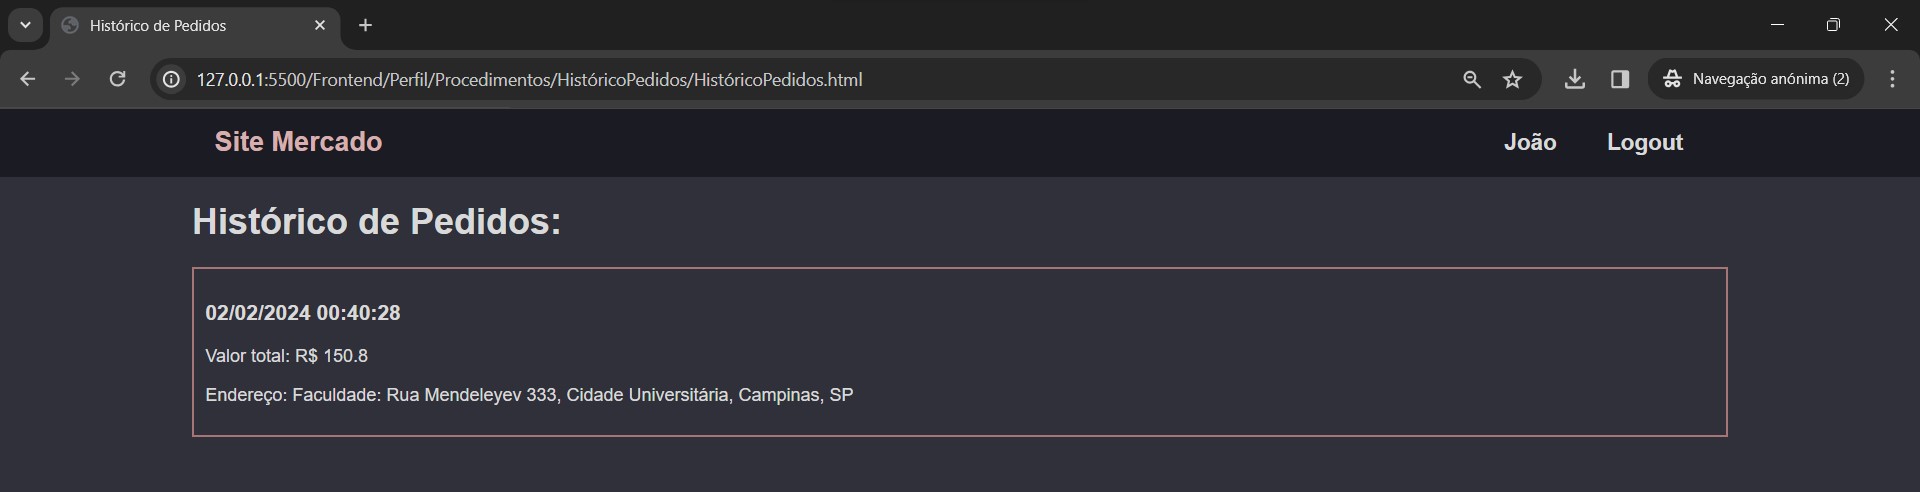 Histórico de Pedidos
127.0.0.1:5500/Frontend/Perfil/Procedimentos/HistóricoPedidos/HistóricoPedidos.html
Navegação anónima (2)
Site Mercado
João
Logout
Histórico de Pedidos:
02/02/2024 00:40:28
Valor total: R$ 150.8
Endereço: Faculdade: Rua Mendeleyev 333, Cidade Universitária, Campinas, SP